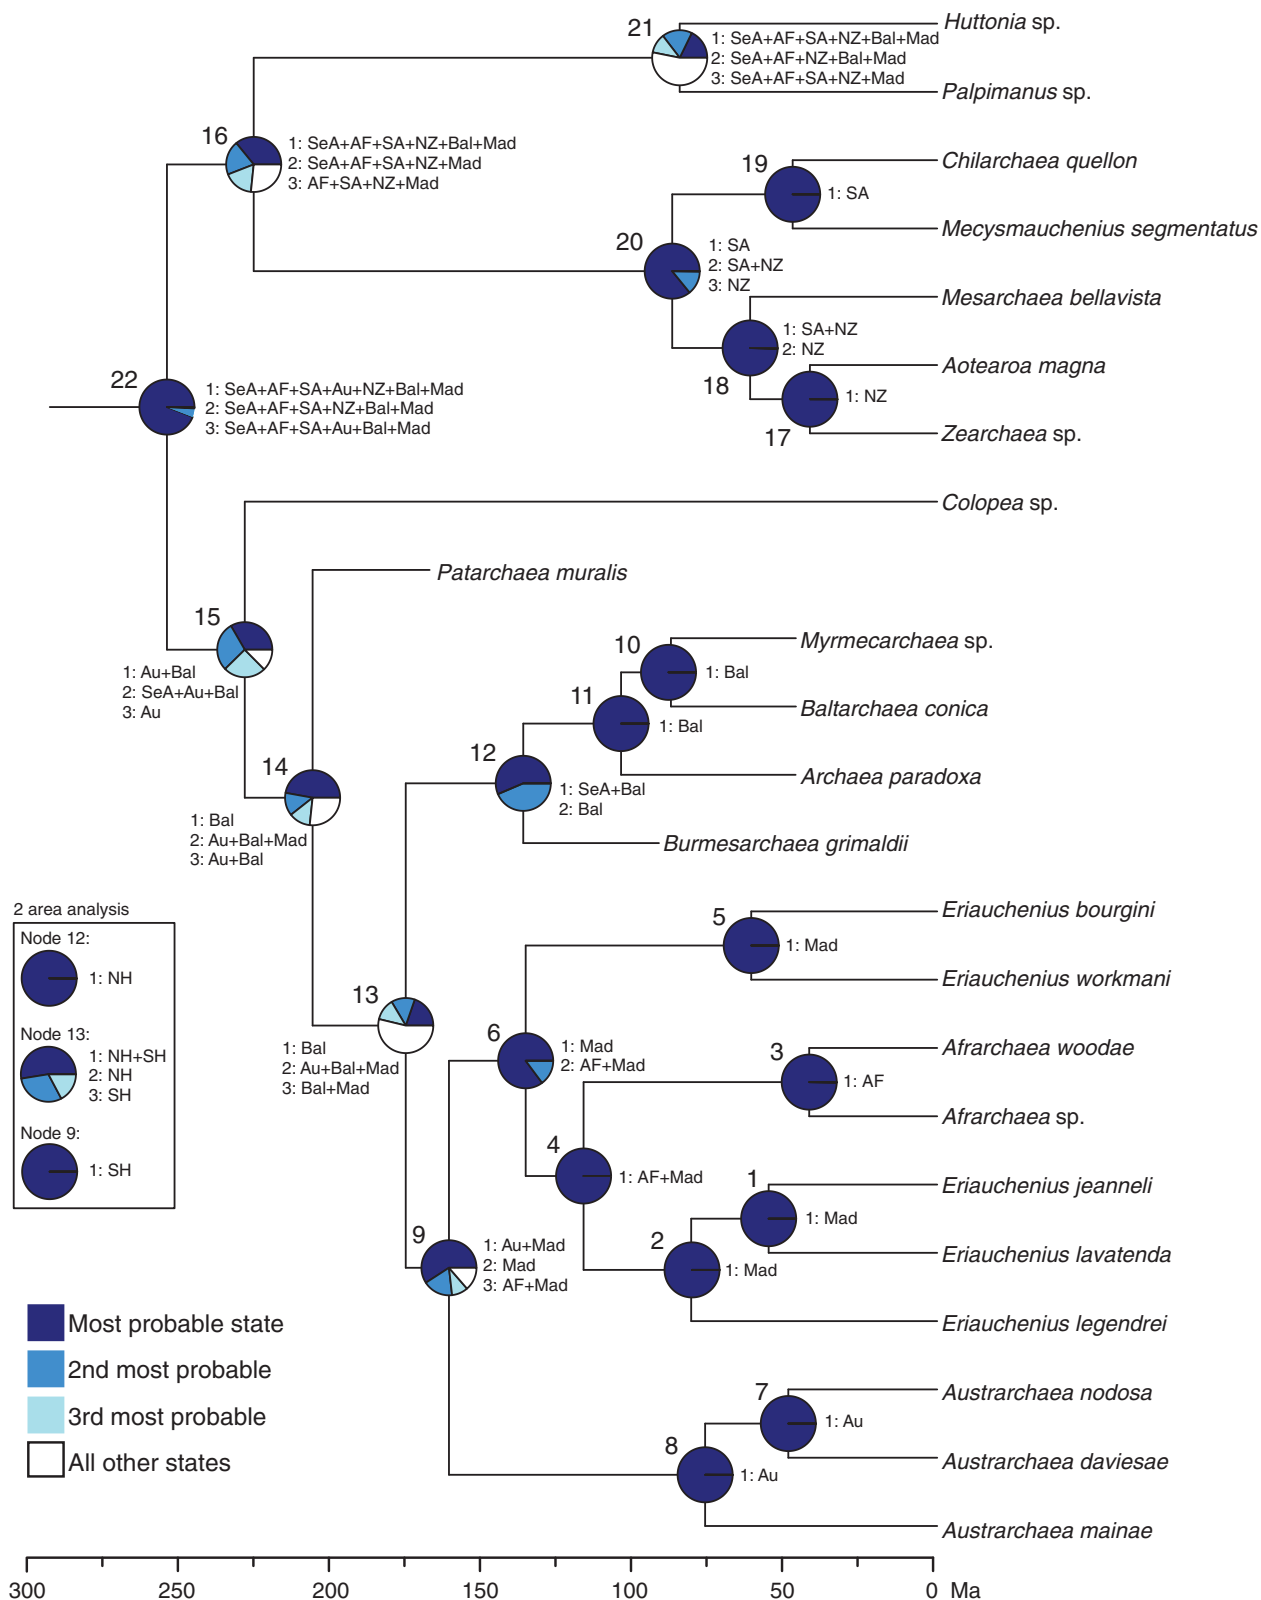 Huttonia sp.
21
1: SeA+AF+SA+NZ+Bal+Mad
2: SeA+AF+NZ+Bal+Mad
3: SeA+AF+SA+NZ+Mad
Palpimanus sp.
16
1: SeA+AF+SA+NZ+Bal+Mad
2: SeA+AF+SA+NZ+Mad
3: AF+SA+NZ+Mad
Chilarchaea quellon
19
1: SA
Mecysmauchenius segmentatus
20
1: SA
2: SA+NZ
3: NZ
Mesarchaea bellavista
1: SA+NZ
2: NZ
18
Aotearoa magna
1: NZ
17
Zearchaea sp.
22
1: SeA+AF+SA+Au+NZ+Bal+Mad
2: SeA+AF+SA+NZ+Bal+Mad
3: SeA+AF+SA+Au+Bal+Mad
Colopea sp.
Patarchaea muralis
15
1: Au+Bal
2: SeA+Au+Bal
3: Au
Myrmecarchaea sp.
10
1: Bal
Baltarchaea conica
11
1: Bal
Archaea paradoxa
12
1: SeA+Bal
2: Bal
Burmesarchaea grimaldii
14
1: Bal
2: Au+Bal+Mad
3: Au+Bal
2 area analysis
Node 12:
1: NH
Node 13:
1: NH+SH
2: NH
3: SH
Node 9:
1: SH
13
1: Bal
2: Au+Bal+Mad
3: Bal+Mad
Eriauchenius bourgini
5
1: Mad
Eriauchenius workmani
6
1: Mad
2: AF+Mad
Afrarchaea woodae
3
1: AF
Afrarchaea sp.
4
1: AF+Mad
Eriauchenius jeanneli
1
1: Mad
Eriauchenius lavatenda
2
1: Mad
Eriauchenius legendrei
9
1: Au+Mad
2: Mad
3: AF+Mad
Austrarchaea nodosa
7
1: Au
Austrarchaea daviesae
8
1: Au
Austrarchaea mainae
Most probable state
2nd most probable
3rd most probable
All other states
300 250 200 150 100 50 0 Ma